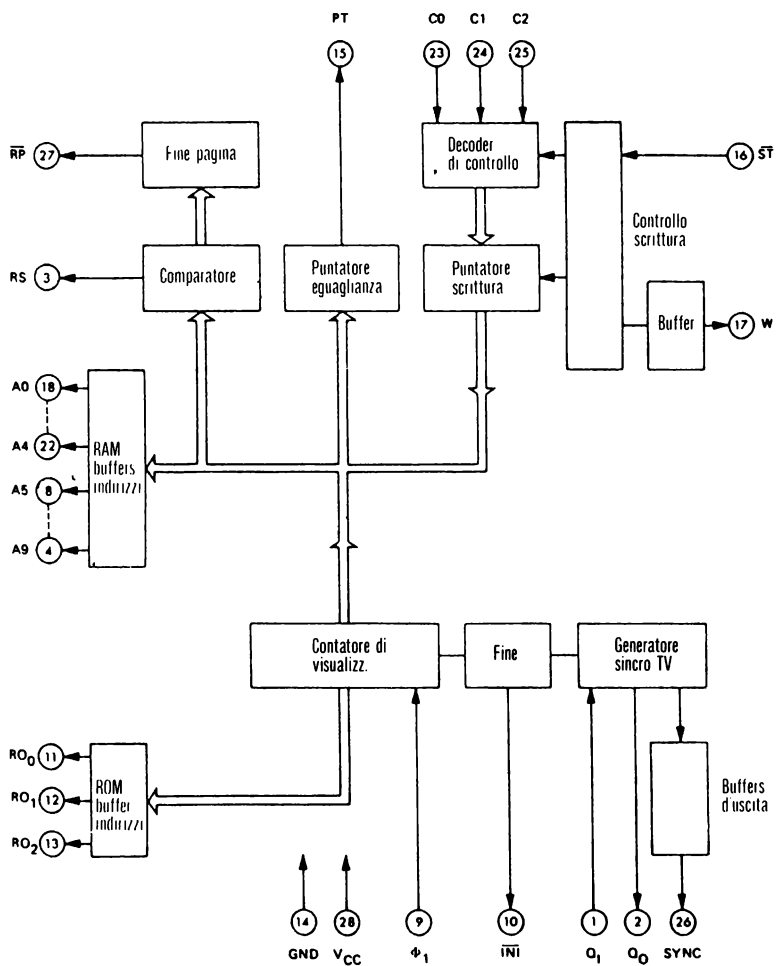 PT
C0 C1 C2
15
23 24 25
RP 27
Fine pagina
Decoder
di controllo
16 ST
Controllo
scrittura
RS 3
Comparatore
Puntatore
eguaglianza
Puntatore
scrittura
Buffer
17 W
A0 18
A4 22
A5 8
A9 4
RAM
buffers
indirizzi
Contatore di
visualizz.
Fine
Generatore
sincro TV
RO0 11
RO1 12
RO2 13
ROM
buffer
indirizzi
Buffers
d'uscita
14 28 9 10 1 2 26
GND VCC Φ1 INI QI QO SYNC